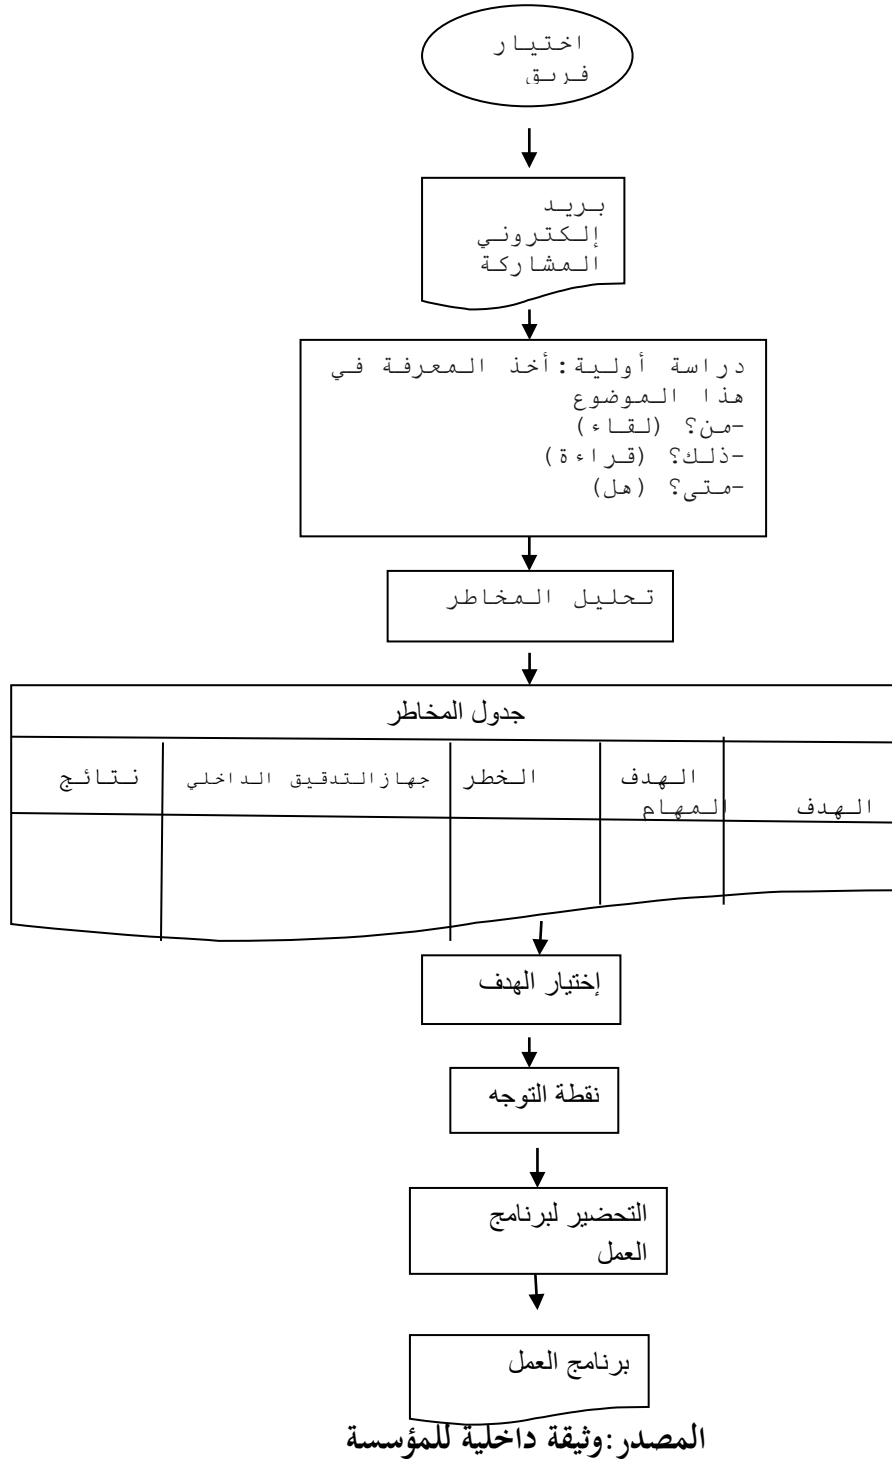 اختيار
فريق
بريد
إلكتروني
المشاركة
دراسة أولية:أخذ المعرفة في
هذا الموضوع
-من؟ (لقاء)
-ذلك؟ (قراءة)
-متى؟ (هل)
تحليل المخاطر
جدول المخاطر
الهدف
الهدف
المهام
الخطر
جهازالتدقيق الداخلي
نتائج
إختيار الهدف
نقطة التوجه
التحضير لبرنامج
العمل
برنامج العمل
المصدر:وثيقة داخلية للمؤسسة